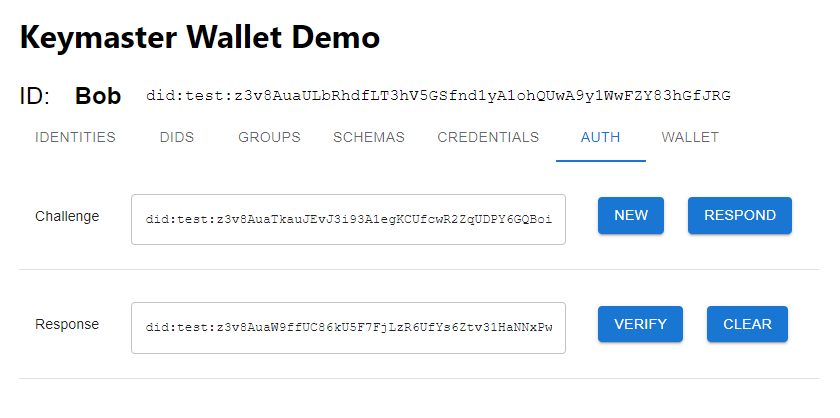 Keymaster Wallet Demo
ID: Bob did:test:z3v8AuaULbRhdfLT3hV5GSfnd1yA1ohQUwA9y1WwFZY83hGfJRG
IDENTITIES DIDS GROUPS SCHEMAS CREDENTIALS AUTH WALLET
Challenge did:test:z3v8AuaTkauJEvJ3i93A1egKCUfcwR2ZqUDPY6GQBoi NEW RESPOND
Response did:test:z3v8AuaW9ffUC86kU5F7FjLzR6UfYs6Ztv31HaNNxPw VERIFY CLEAR